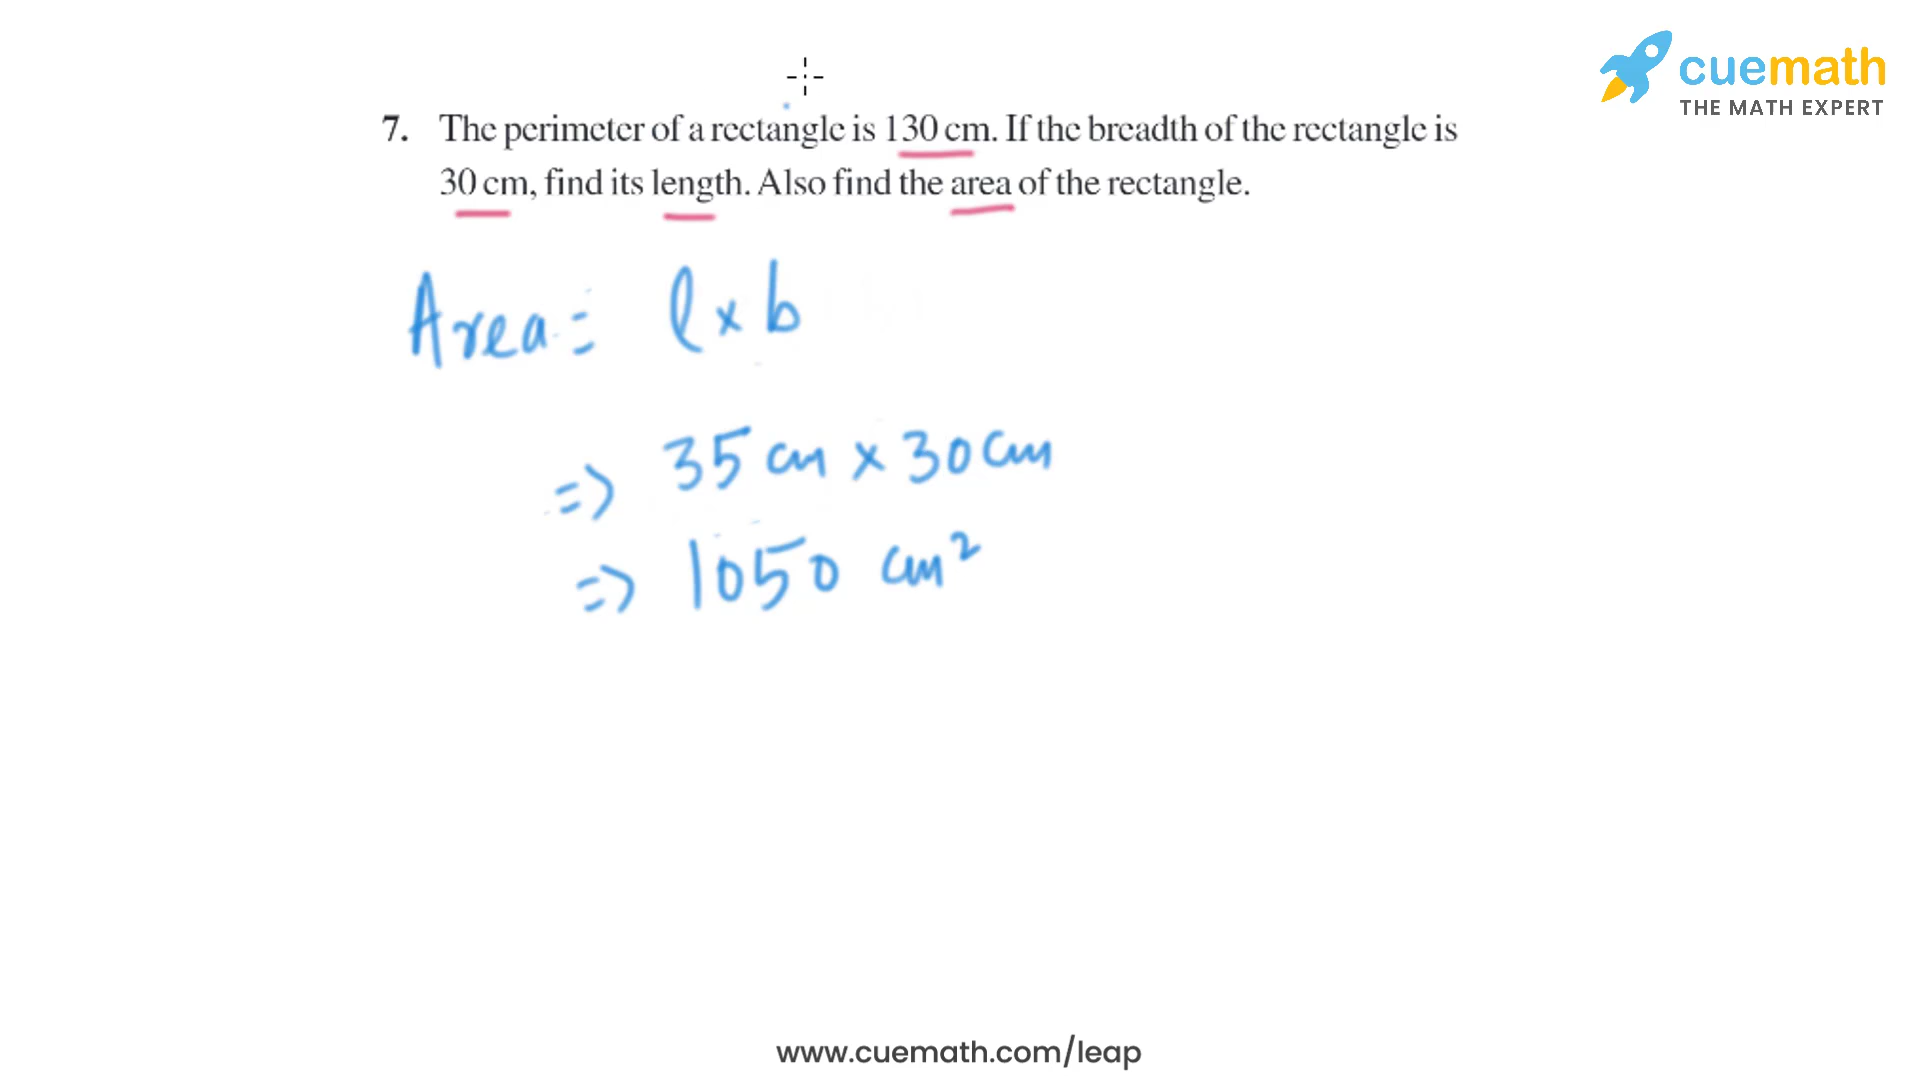 cuemath
THE MATH EXPERT
7. The perimeter of a rectangle is 130 cm. If the breadth of the rectangle is
30 cm, find its length. Also find the area of the rectangle.
Area = l × b
=> 35 cm × 30 cm
=> 1050 cm²
www.cuemath.com/leap